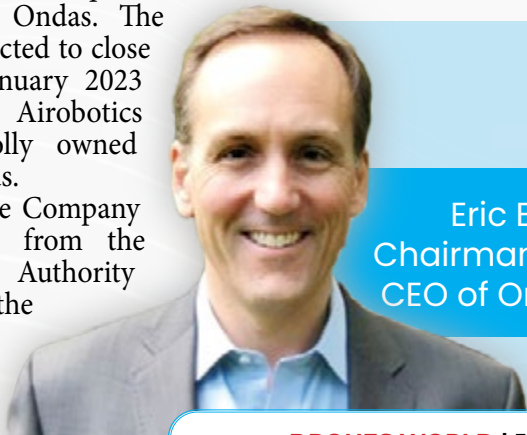 Ondas. The
cted to close
nuary 2023
Airobotics
lly owned
s.
e Company
from the
Authority
the
Eric
Chairman
CEO of